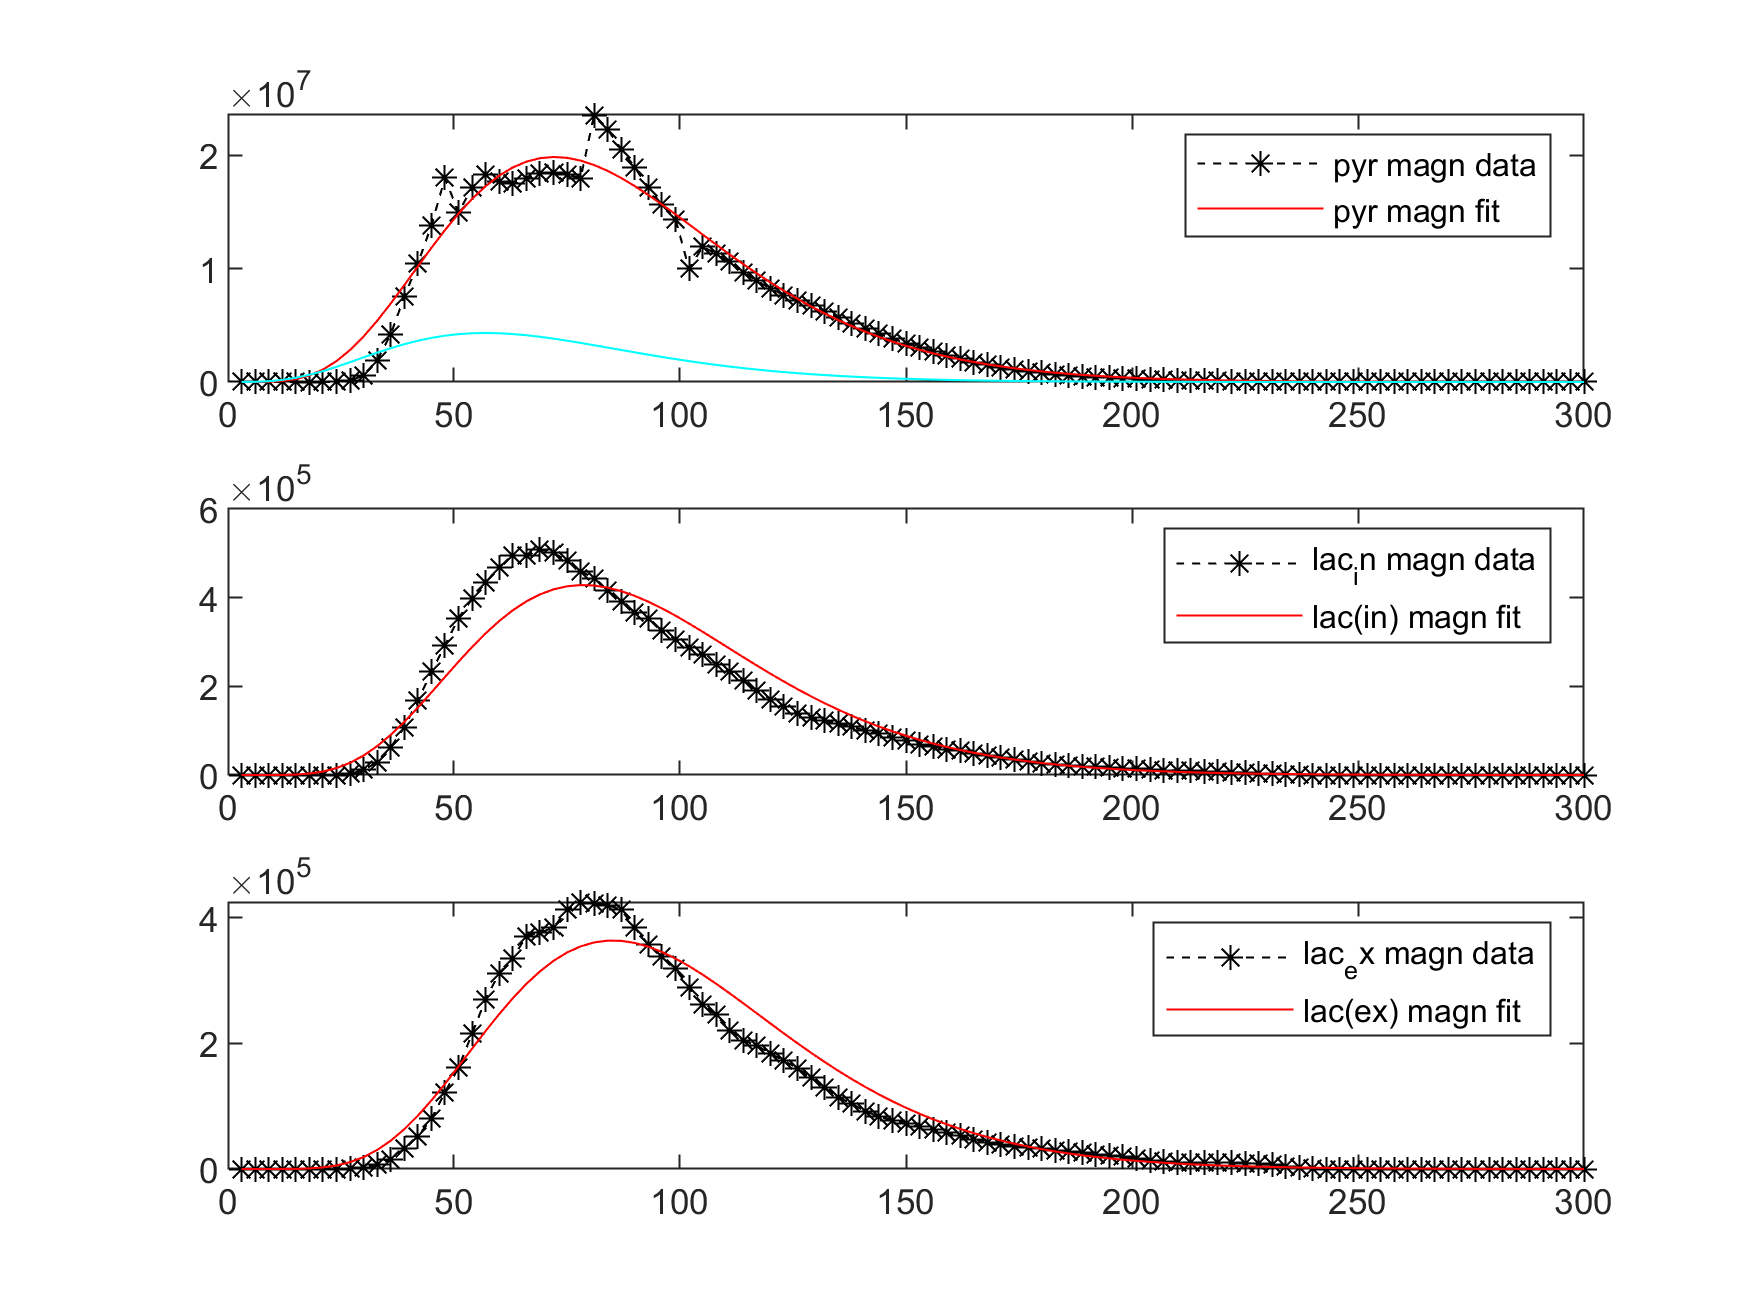 ×10^7
2
1
0
0 50 100 150 200 250 300
pyr magn data
pyr magn fit
×10^5
6
4
2
0
0 50 100 150 200 250 300
lac_in magn data
lac(in) magn fit
×10^5
4
2
0
0 50 100 150 200 250 300
lac_ex magn data
lac(ex) magn fit